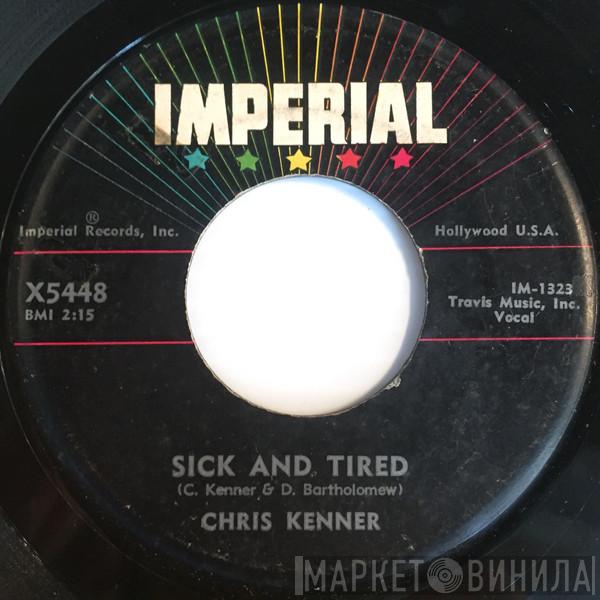 IMPERIAL
®
Imperial Records, Inc.
Hollywood U.S.A.
X5448
BMI 2:15
IM-1323
Travis Music, Inc.
Vocal
SICK AND TIRED
(C. Kenner & D. Bartholomew)
CHRIS KENNER
МАРКЕТ ВИНИЛА